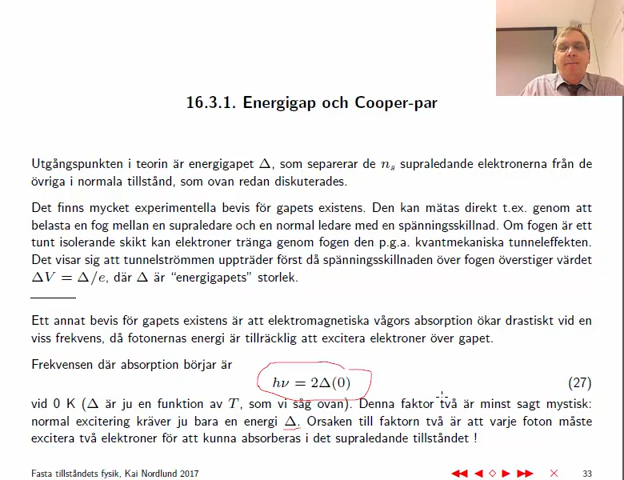 16.3.1. Energigap och Cooper-par
Utgångspunkten i teorin är energigapet Δ, som separerar de nₛ supraledande elektronerna från de
övriga i normala tillstånd, som ovan redan diskuterades.
Det finns mycket experimentella bevis för gapets existens. Den kan mätas direkt t.ex. genom att
belasta en fog mellan en supraledare och en normal ledare med en spänningsskillnad. Om fogen är ett
tunt isolerande skikt kan elektroner tränga genom fogen den p.g.a. kvantmekaniska tunneleffekten.
Det visar sig att tunnelströmmen uppträder först då spänningsskillnaden över fogen överstiger värdet
ΔV = Δ/e, där Δ är “energigapets” storlek.
Ett annat bevis för gapets existens är att elektromagnetiska vågors absorption ökar drastiskt vid en
viss frekvens, då fotonernas energi är tillräcklig att excitera elektroner över gapet.
Frekvensen där absorption börjar är
hν = 2Δ(0) (27)
vid 0 K (Δ är ju en funktion av T, som vi såg ovan). Denna faktor två är minst sagt mystisk:
normal excitering kräver ju bara en energi Δ. Orsaken till faktorn två är att varje foton måste
excitera två elektroner för att kunna absorberas i det supraledande tillståndet !
Fasta tillståndets fysik, Kai Nordlund 2017 33